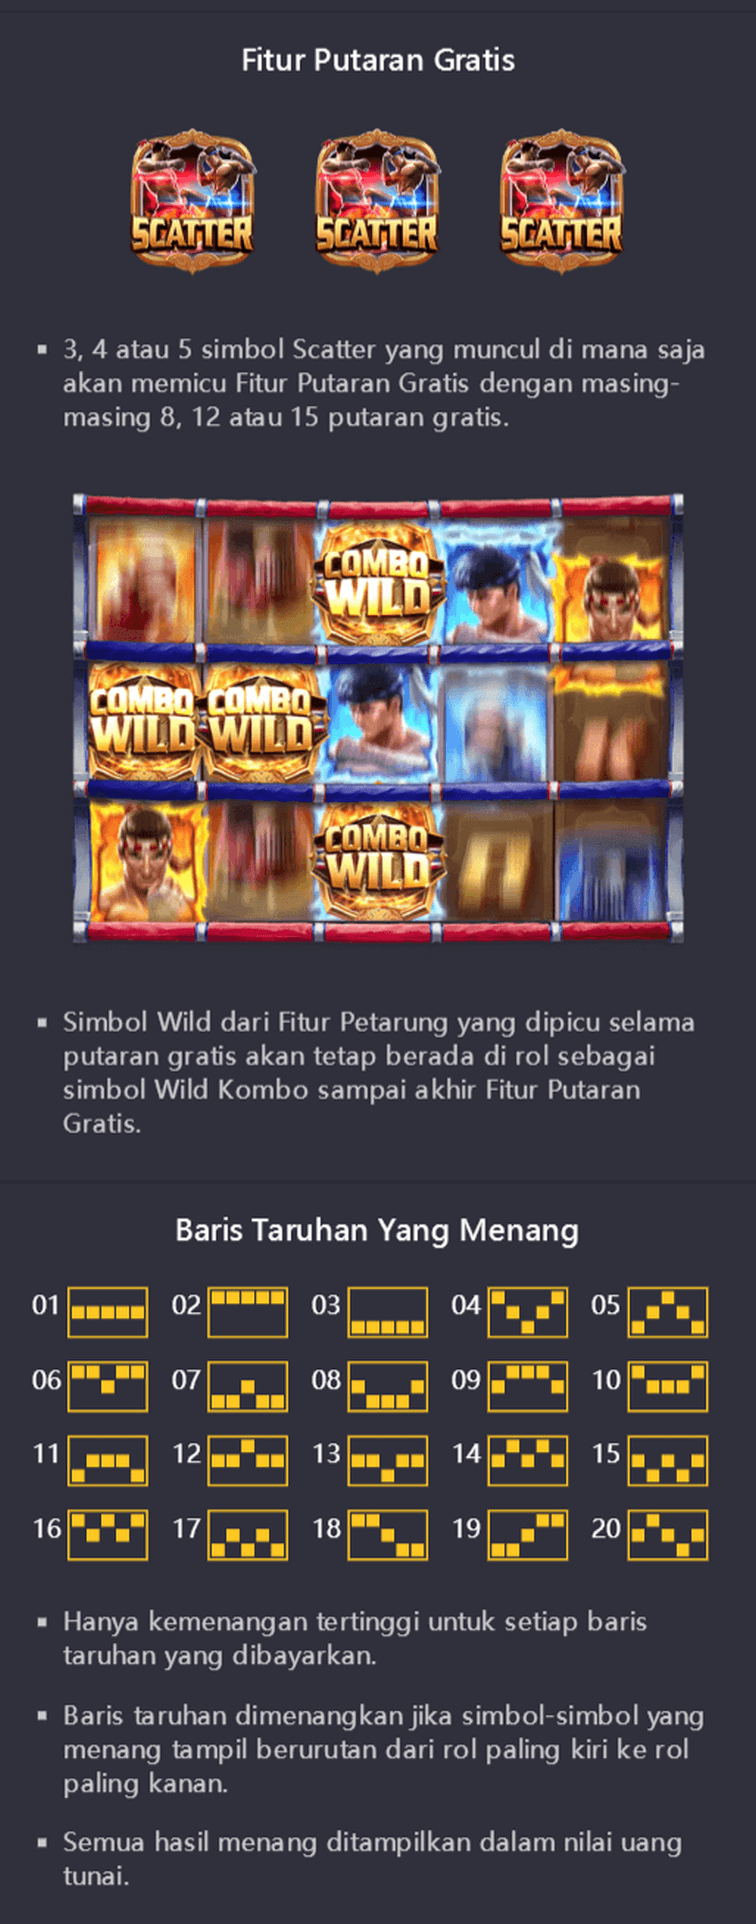 Fitur Putaran Gratis
SCATTER SCATTER SCATTER
3, 4 atau 5 simbol Scatter yang muncul di mana saja
akan memicu Fitur Putaran Gratis dengan masing-
masing 8, 12 atau 15 putaran gratis.
COMBO
WILD
COMBO COMBO
WILD WILD
COMBO
WILD
Simbol Wild dari Fitur Petarung yang dipicu selama
putaran gratis akan tetap berada di rol sebagai
simbol Wild Kombo sampai akhir Fitur Putaran
Gratis.
Baris Taruhan Yang Menang
01 02 03 04 05
06 07 08 09 10
11 12 13 14 15
16 17 18 19 20
Hanya kemenangan tertinggi untuk setiap baris
taruhan yang dibayarkan.
Baris taruhan dimenangkan jika simbol-simbol yang
menang tampil berurutan dari rol paling kiri ke rol
paling kanan.
Semua hasil menang ditampilkan dalam nilai uang
tunai.